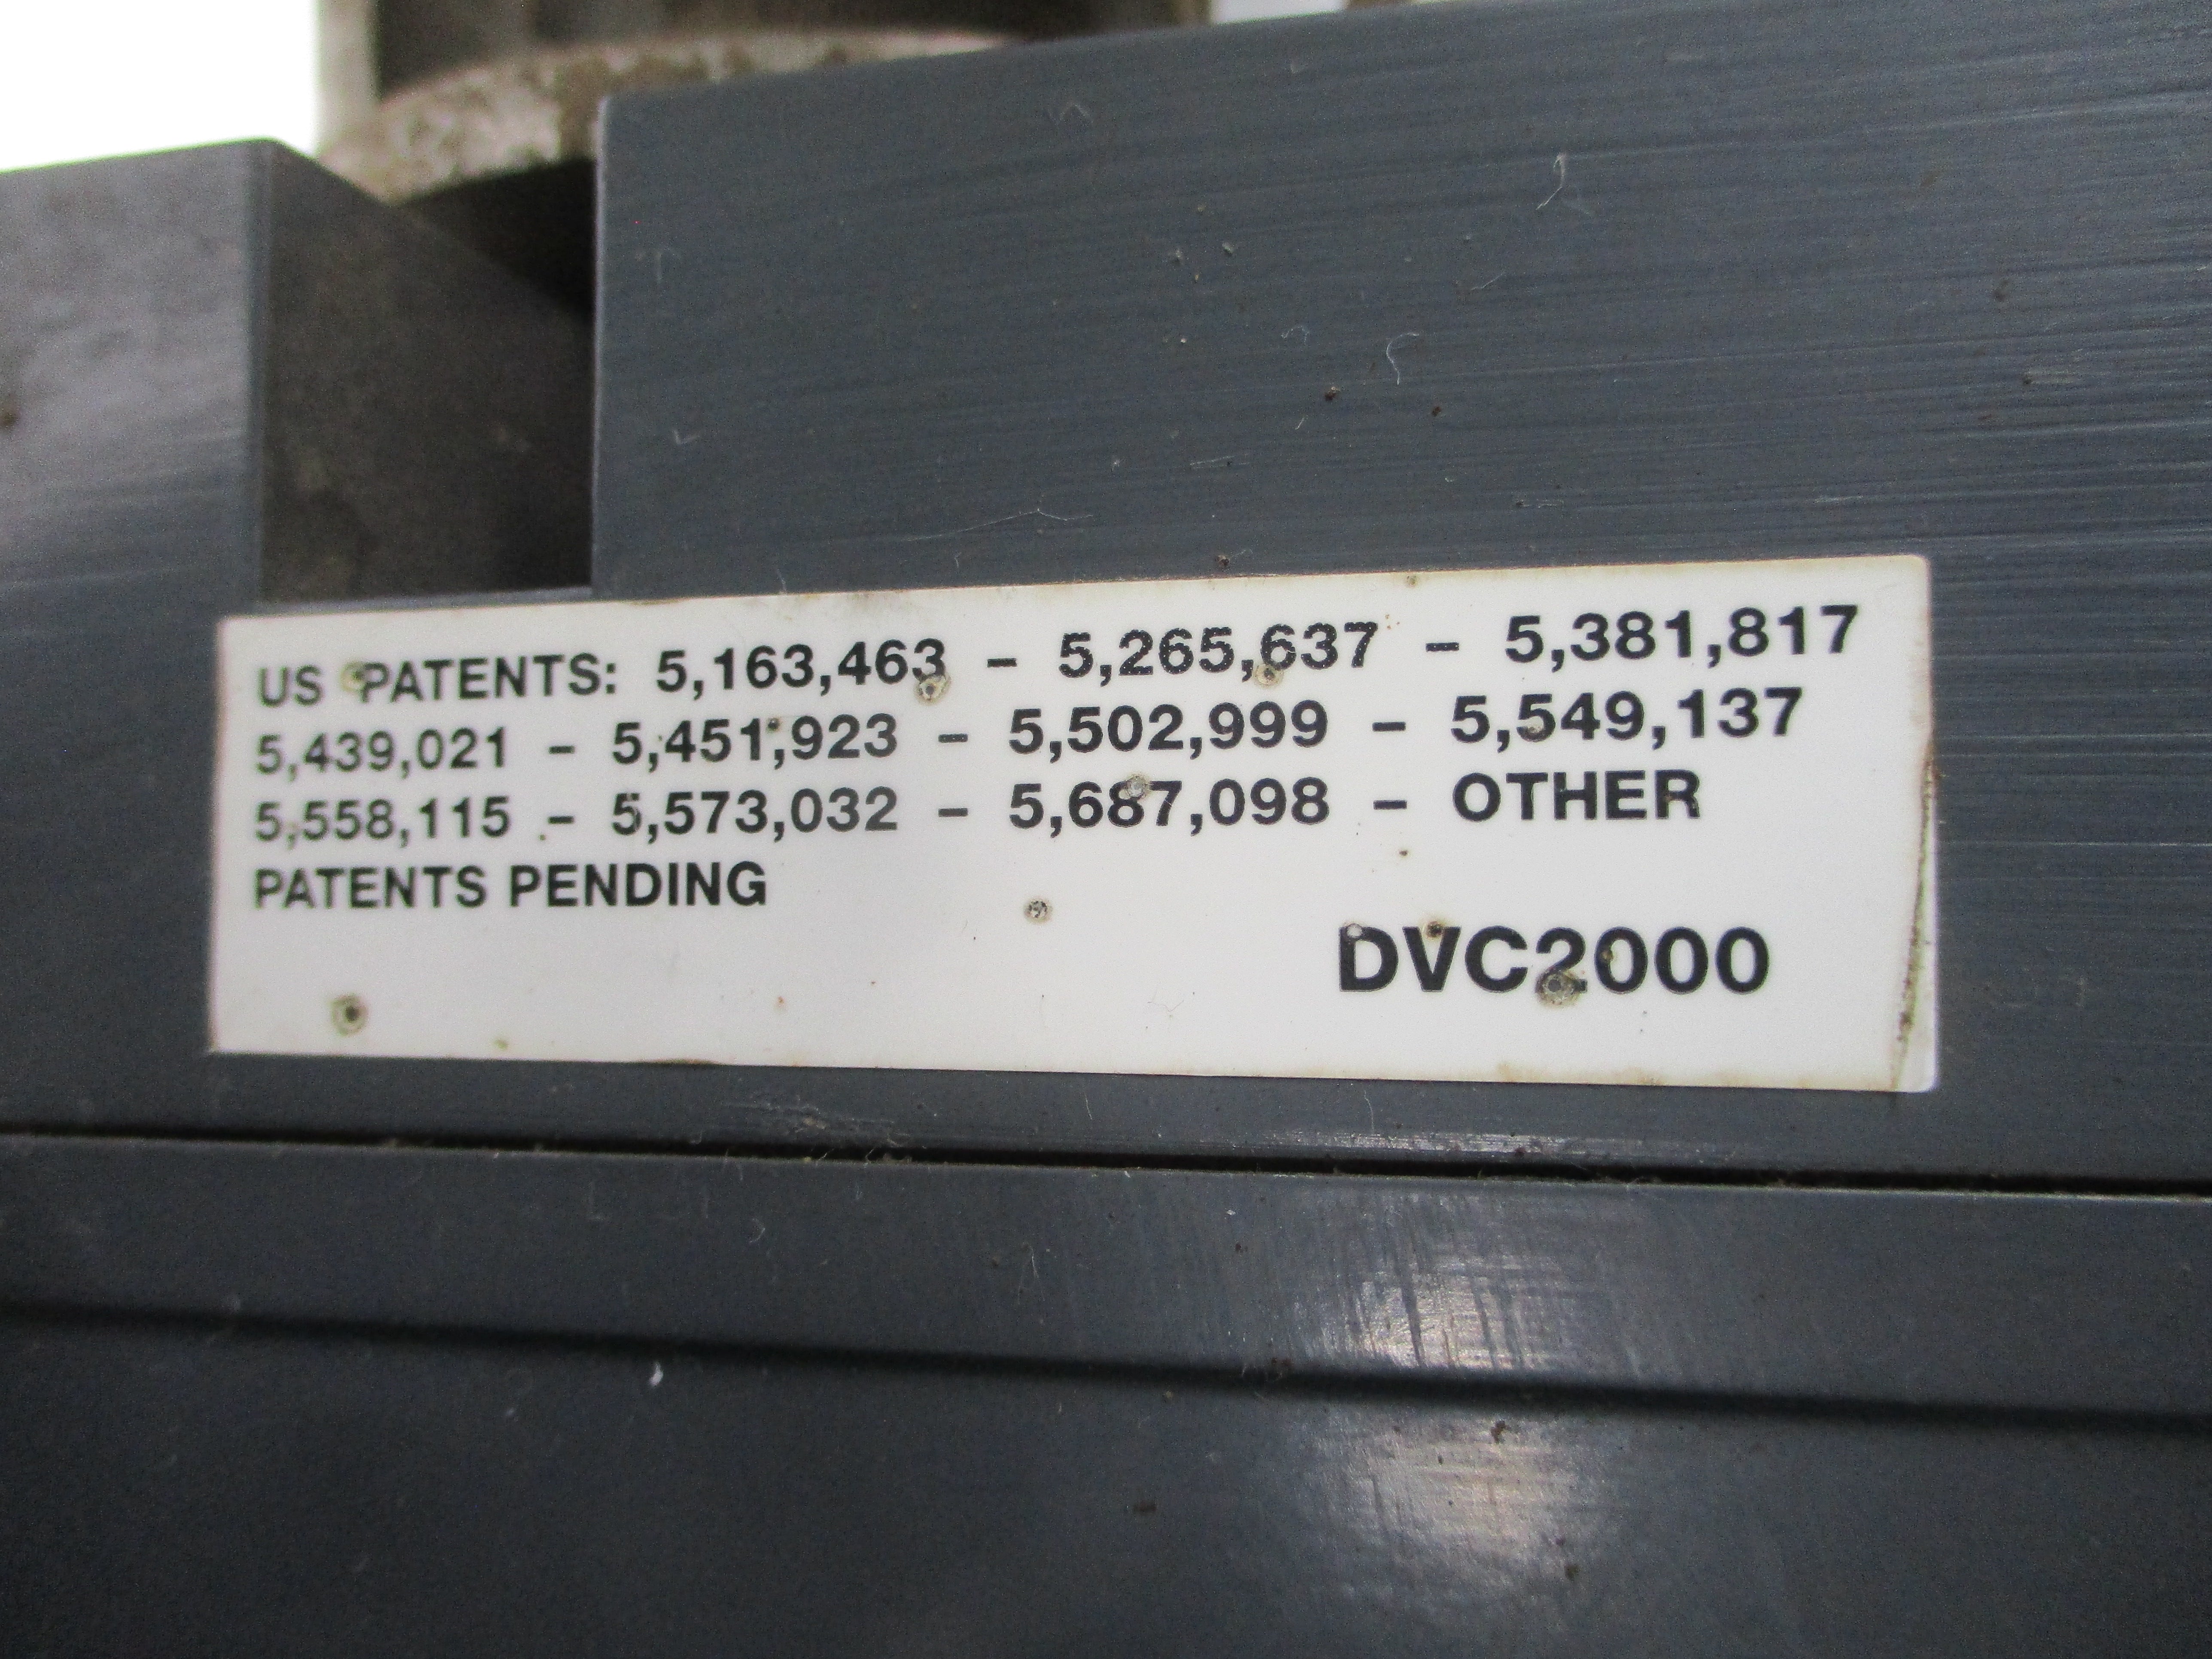 US PATENTS: 5,163,463 – 5,265,637 – 5,381,817
5,439,021 – 5,451,923 – 5,502,999 – 5,549,137
5,558,115 – 5,573,032 – 5,687,098 – OTHER
PATENTS PENDING
DVC2000